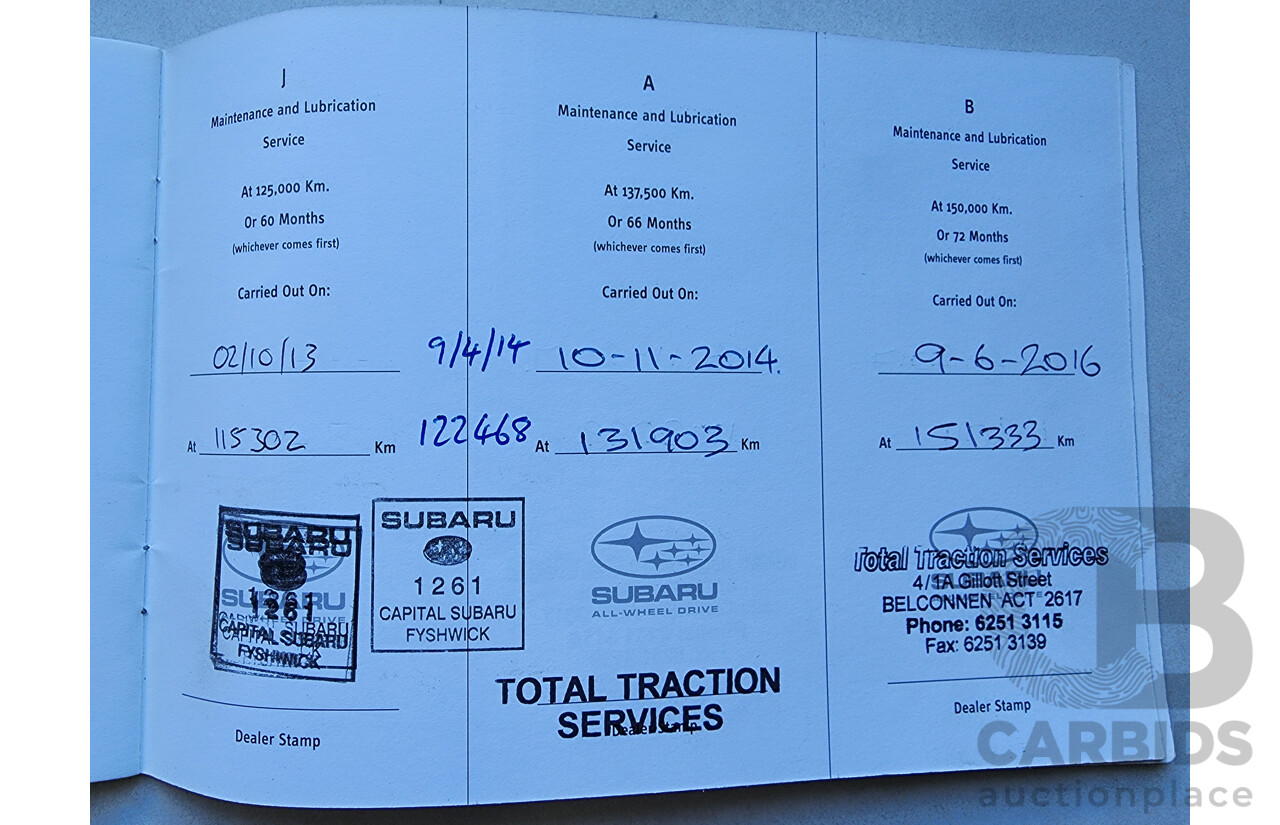 J
Maintenance and Lubrication
Service
At 125,000 Km.
Or 60 Months
(whichever comes first)
Carried Out On:
02/10/13
At 115302 Km
SUBARU
SUBARU
1261
CAPITAL SUBARU
FYSHWICK
Dealer Stamp
9/4/14
122468
SUBARU
1261
CAPITAL SUBARU
FYSHWICK
A
Maintenance and Lubrication
Service
At 137,500 Km.
Or 66 Months
(whichever comes first)
Carried Out On:
10-11-2014.
At 131903 Km
SUBARU
ALL-WHEEL DRIVE
TOTAL TRACTION
SERVICES
Dealer Stamp
B
Maintenance and Lubrication
Service
At 150,000 Km.
Or 72 Months
(whichever comes first)
Carried Out On:
9-6-2016
At 151333 Km
Total Traction Services
4/1A Gillott Street
BELCONNEN ACT 2617
Phone: 6251 3115
Fax: 6251 3139
Dealer Stamp
B
CARBIDS
auctionplace